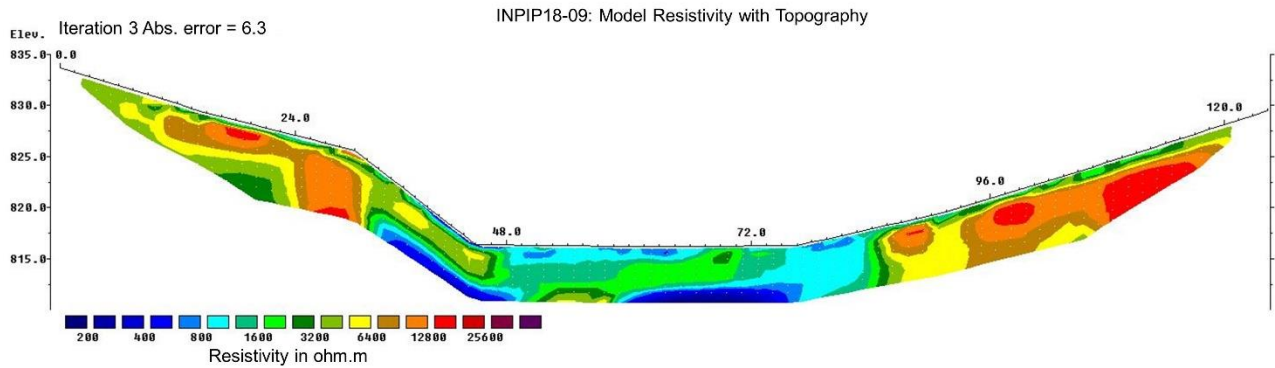 INPIP18-09: Model Resistivity with Topography
Iteration 3 Abs. error = 6.3
Elev.
835.0 0.0
830.0
24.0 120.0
825.0
96.0
820.0
48.0 72.0
815.0
200 400 800 1600 3200 6400 12800 25600
Resistivity in ohm.m